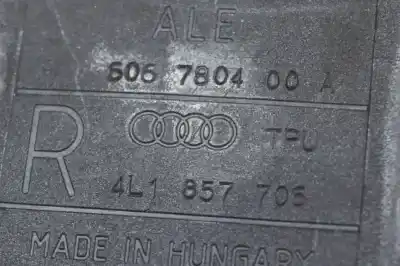 ALE
606 7804 00 A
R
TPU
4L1 857 706
MADE IN HUNGARY